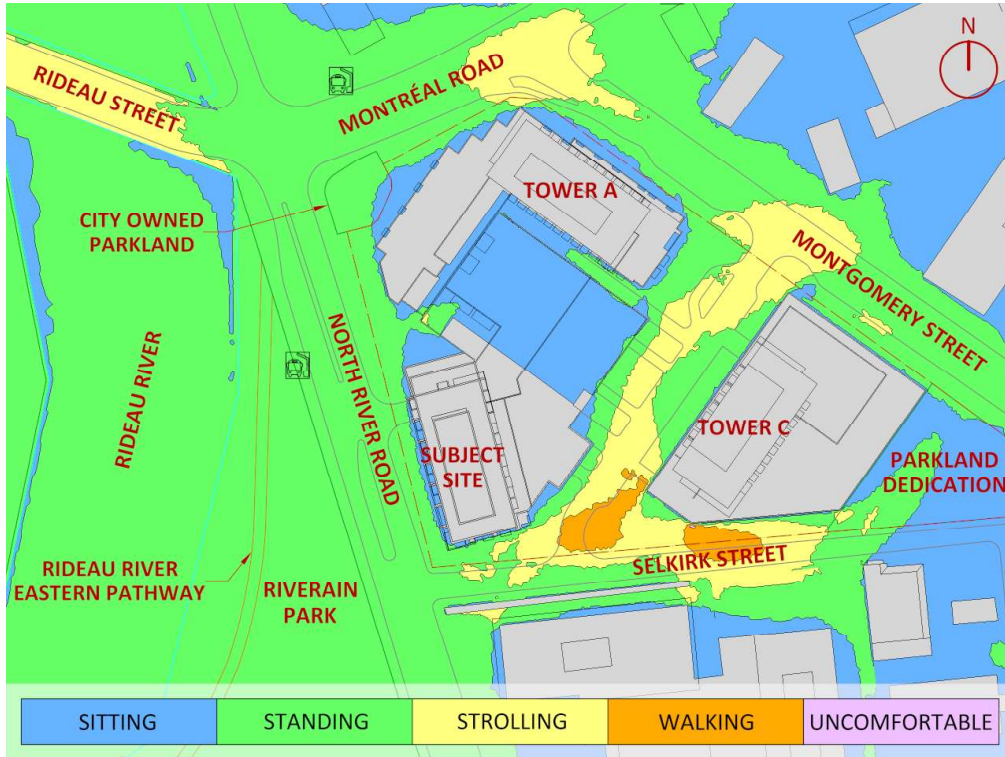 N
RIDEAU STREET
MONTRÉAL ROAD
TOWER A
CITY OWNED
PARKLAND
MONTGOMERY STREET
RIDEAU RIVER
NORTH RIVER ROAD
SUBJECT
SITE
TOWER C
PARKLAND
DEDICATION
SELKIRK STREET
RIDEAU RIVER
EASTERN PATHWAY
RIVERAIN
PARK
SITTING
STANDING
STROLLING
WALKING
UNCOMFORTABLE